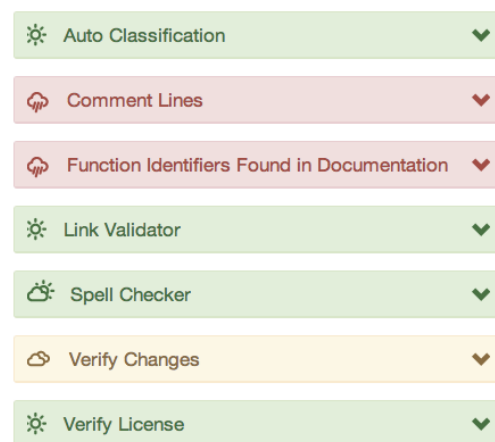 Auto Classification
Comment Lines
Function Identifiers Found in Documentation
Link Validator
Spell Checker
Verify Changes
Verify License